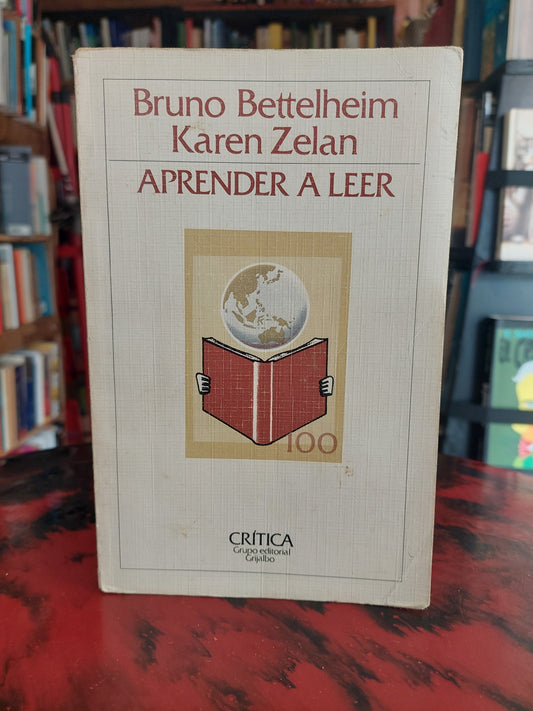 Bruno Bettelheim
Karen Zelan
APRENDER A LEER
100
CRÍTICA
Grupo editorial
Grijalbo